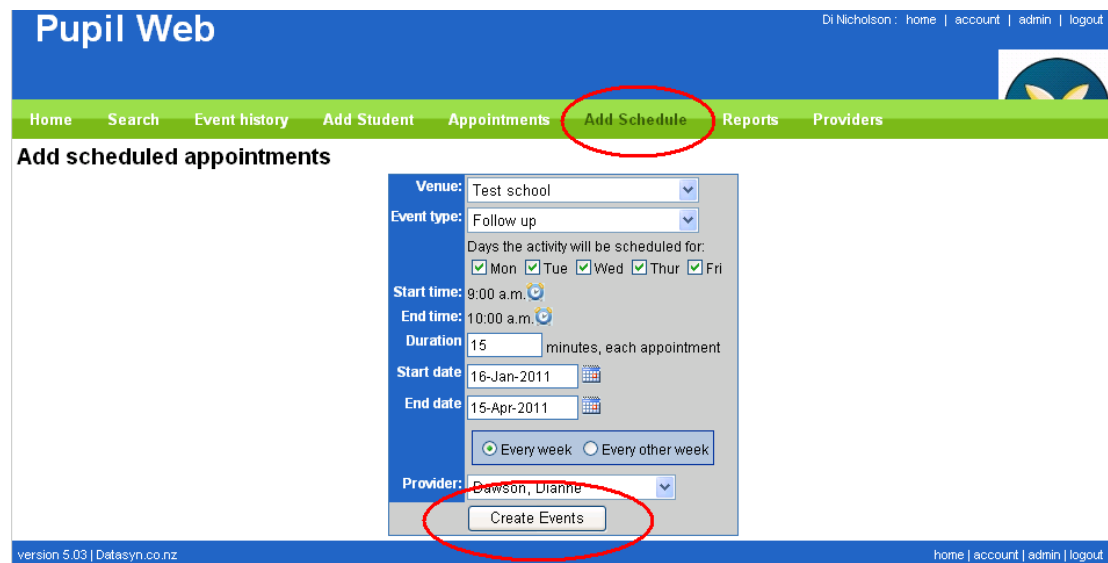 Pupil Web
Di Nicholson : home | account | admin | logout
Home Search Event history Add Student Appointments Add Schedule Reports Providers
Add scheduled appointments
Venue: Test school
Event type: Follow up
Days the activity will be scheduled for:
Mon Tue Wed Thur Fri
Start time: 9:00 a.m.
End time: 10:00 a.m.
Duration 15 minutes, each appointment
Start date 16-Jan-2011
End date 15-Apr-2011
Every week Every other week
Provider: Dawson, Dianne
Create Events
version 5.03 | Datasyn.co.nz
home | account | admin | logout